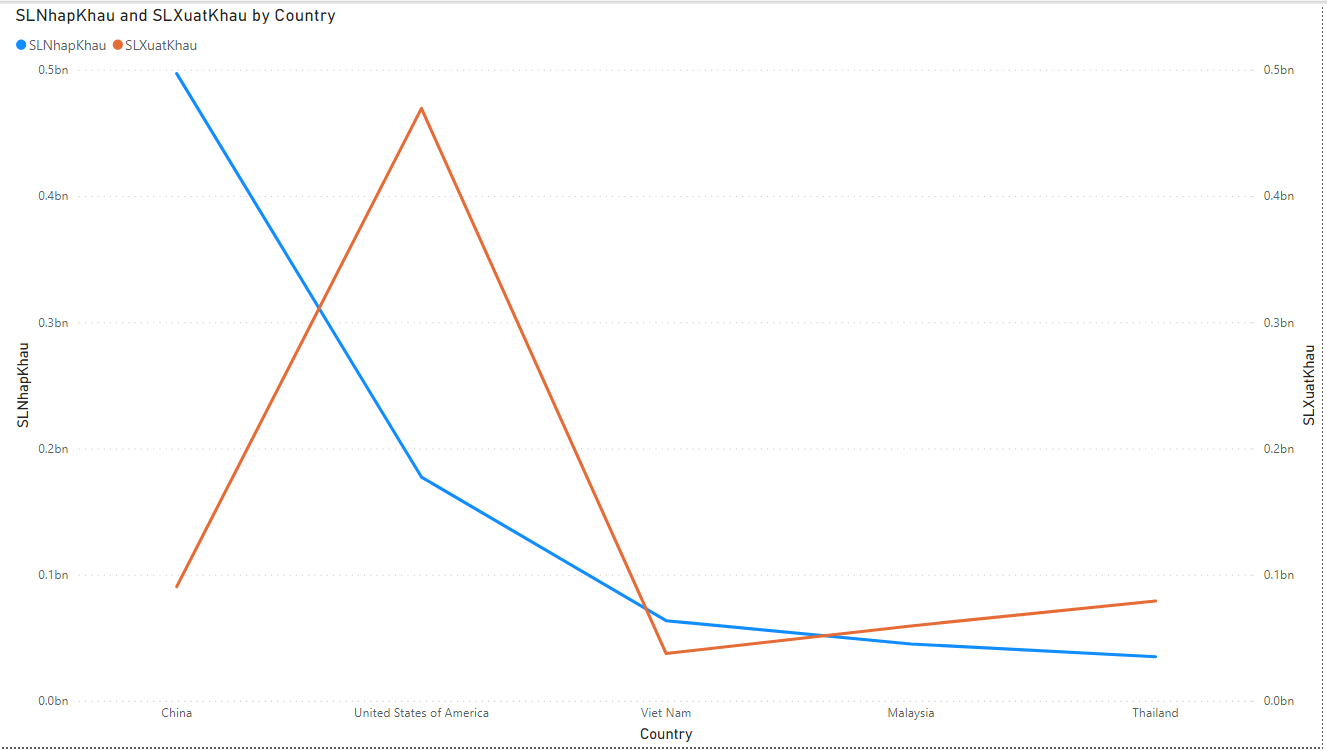 SLNhapKhau and SLXuatKhau by Country
SLNhapKhau SLXuatKhau
0.5bn 0.5bn
0.4bn 0.4bn
0.3bn 0.3bn
SLNhapKhau
SLXuatKhau
0.2bn 0.2bn
0.1bn 0.1bn
0.0bn 0.0bn
China United States of America Viet Nam Malaysia Thailand
Country